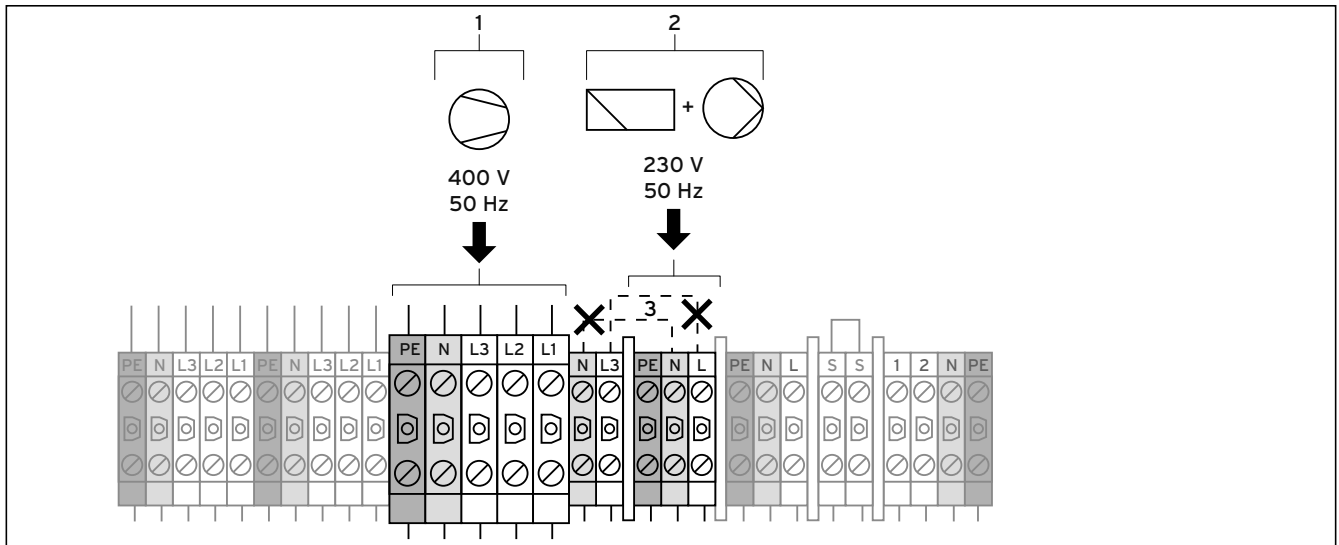 1 2
+
400 V
50 Hz
230 V
50 Hz
3
PE N L3 L2 L1 PE N L3 L2 L1 PE N L3 L2 L1 N L3 PE N L PE N L S S 1 2 N PE